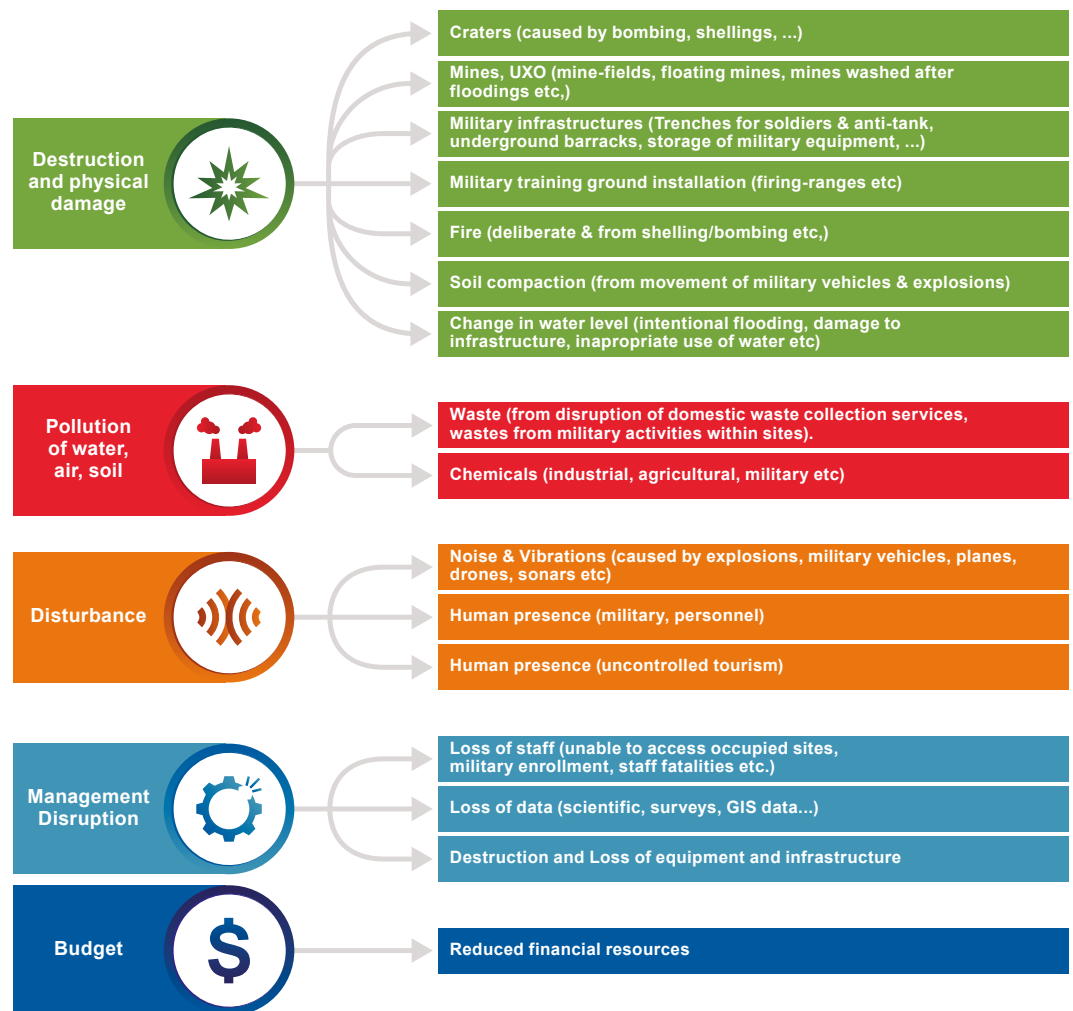 Destruction
and physical
damage
Craters (caused by bombing, shellings, ...)
Mines, UXO (mine-fields, floating mines, mines washed after
floodings etc,)
Military infrastructures (Trenches for soldiers & anti-tank,
underground barracks, storage of military equipment, ...)
Military training ground installation (firing-ranges etc)
Fire (deliberate & from shelling/bombing etc,)
Soil compaction (from movement of military vehicles & explosions)
Change in water level (intentional flooding, damage to
infrastructure, inapropriate use of water etc)
Pollution
of water,
air, soil
Waste (from disruption of domestic waste collection services,
wastes from military activities within sites).
Chemicals (industrial, agricultural, military etc)
Disturbance
Noise & Vibrations (caused by explosions, military vehicles, planes,
drones, sonars etc)
Human presence (military, personnel)
Human presence (uncontrolled tourism)
Management
Disruption
Loss of staff (unable to access occupied sites,
military enrollment, staff fatalities etc.)
Loss of data (scientific, surveys, GIS data...)
Destruction and Loss of equipment and infrastructure
Budget
$
Reduced financial resources